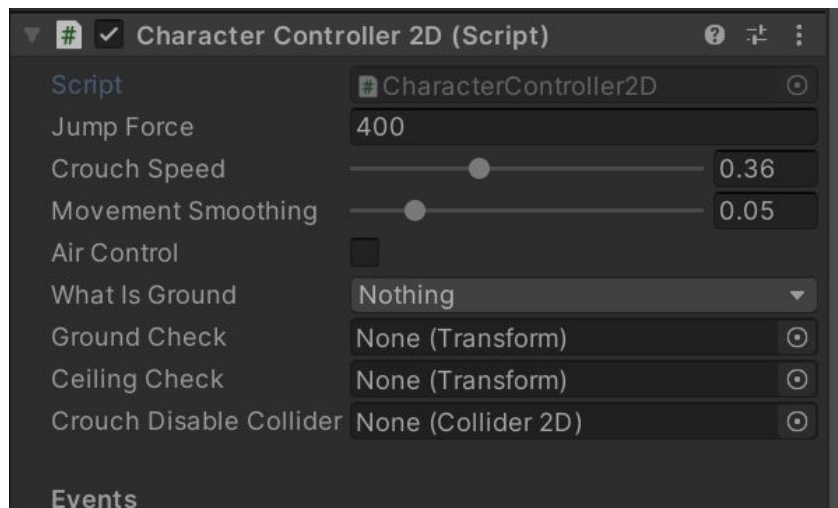 Character Controller 2D (Script)
Script CharacterController2D
Jump Force 400
Crouch Speed 0.36
Movement Smoothing 0.05
Air Control
What Is Ground Nothing
Ground Check None (Transform)
Ceiling Check None (Transform)
Crouch Disable Collider None (Collider 2D)
Events